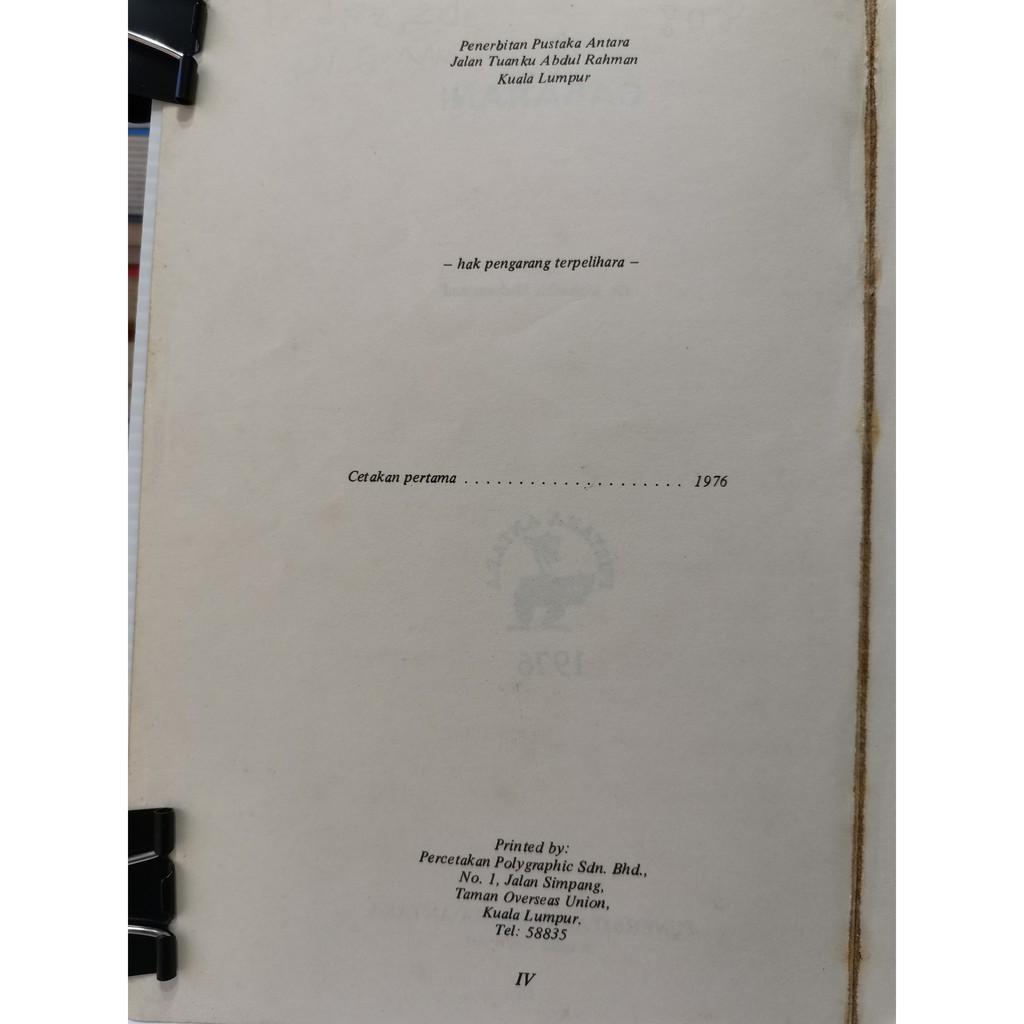 Penerbitan Pustaka Antara
Jalan Tuanku Abdul Rahman
Kuala Lumpur
– hak pengarang terpelihara –
Cetakan pertama . . . . . . . . . . . . . . . . . . . . . 1976
Printed by:
Percetakan Polygraphic Sdn. Bhd.,
No. 1, Jalan Simpang,
Taman Overseas Union,
Kuala Lumpur.
Tel: 58835
IV